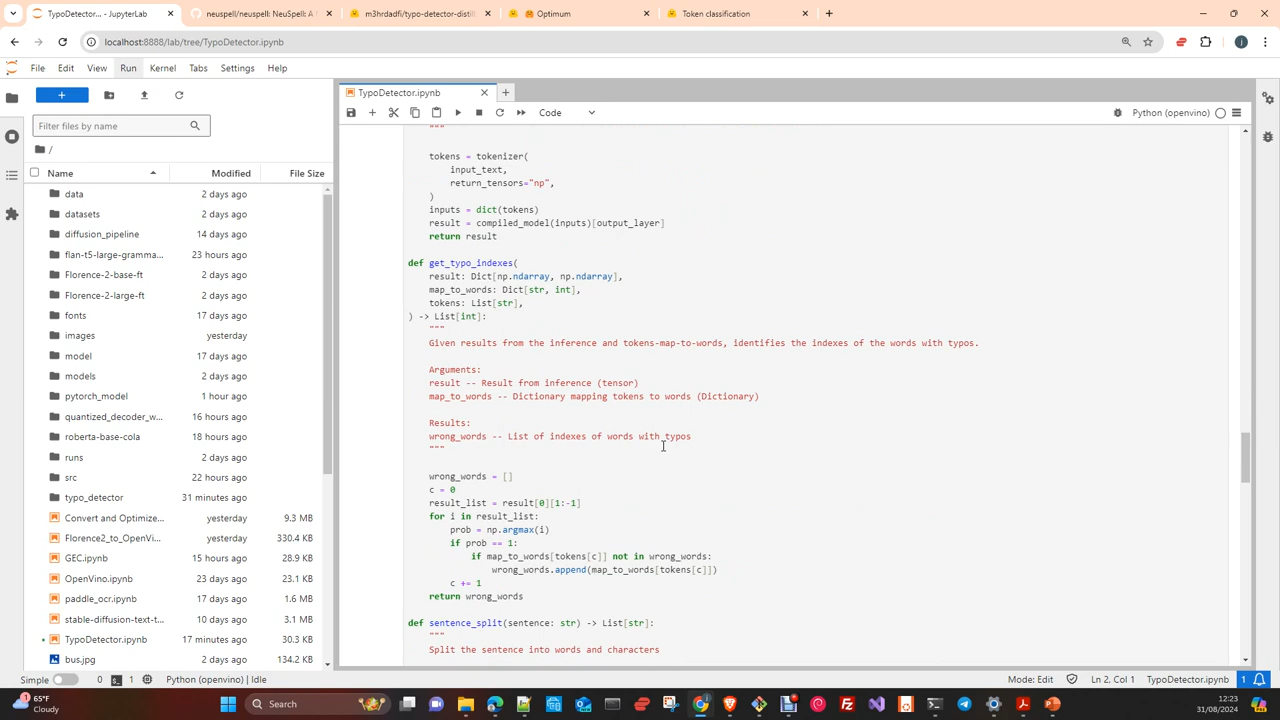 TypoDetector... - JupyterLab
neuspell/neuspell: NeuSpell: A
m3hrdadfi/typo-detector-distil
Optimum
Token classification
localhost:8888/lab/tree/TypoDetector.ipynb
File Edit View Run Kernel Tabs Settings Help
TypoDetector.ipynb
Filter files by name
Code
Python (openvino)
/
Name Modified File Size
data 2 days ago
datasets 2 days ago
diffusion_pipeline 14 days ago
flan-t5-large-gramma... 23 hours ago
Florence-2-base-ft 2 days ago
Florence-2-large-ft 2 days ago
fonts 17 days ago
images yesterday
model 17 days ago
models 2 days ago
pytorch_model 1 hour ago
quantized_decoder_w... 16 hours ago
roberta-base-cola 18 hours ago
runs 2 days ago
src 22 hours ago
typo_detector 31 minutes ago
Convert and Optimize... yesterday 9.3 MB
Florence2_to_OpenVi... yesterday 330.4 KB
GEC.ipynb 15 hours ago 28.9 KB
OpenVino.ipynb 23 days ago 23.1 KB
paddle_ocr.ipynb 17 days ago 1.6 MB
stable-diffusion-text-t... 10 days ago 3.1 MB
TypoDetector.ipynb 17 minutes ago 30.3 KB
bus.jpg 2 days ago 134.2 KB
"""
tokens = tokenizer(
input_text,
return_tensors="np",
)
inputs = dict(tokens)
result = compiled_model(inputs)[output_layer]
return result
def get_typo_indexes(
result: Dict[np.ndarray, np.ndarray],
map_to_words: Dict[str, int],
tokens: List[str],
) -> List[int]:
"""
Given results from the inference and tokens-map-to-words, identifies the indexes of the words with typos.
Arguments:
result -- Result from inference (tensor)
map_to_words -- Dictionary mapping tokens to words (Dictionary)
Results:
wrong_words -- List of indexes of words with typos
"""
wrong_words = []
c = 0
result_list = result[0][1:-1]
for i in result_list:
prob = np.argmax(i)
if prob == 1:
if map_to_words[tokens[c]] not in wrong_words:
wrong_words.append(map_to_words[tokens[c]])
c += 1
return wrong_words
def sentence_split(sentence: str) -> List[str]:
"""
Split the sentence into words and characters
Simple 0 1 Python (openvino) | Idle
Mode: Edit Ln 2, Col 1 TypoDetector.ipynb 1
65°F
Cloudy
Search
12:23
31/08/2024